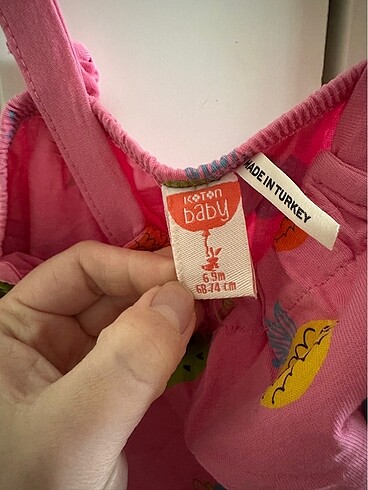 KOTON
baby
6-9m
68-74 cm
MADE IN TURKEY